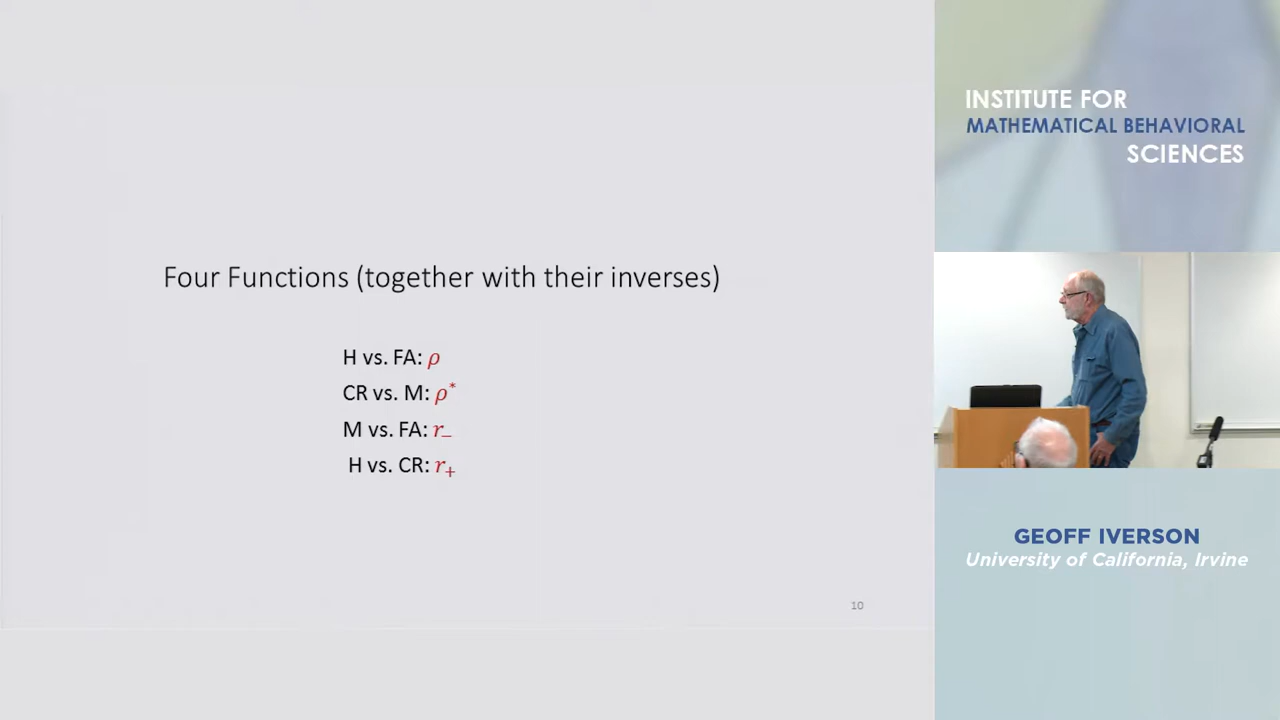 Four Functions (together with their inverses)
H vs. FA: ρ
CR vs. M: ρ*
M vs. FA: r₋
H vs. CR: r₊
10
INSTITUTE FOR
MATHEMATICAL BEHAVIORAL
SCIENCES
GEOFF IVERSON
University of California, Irvine